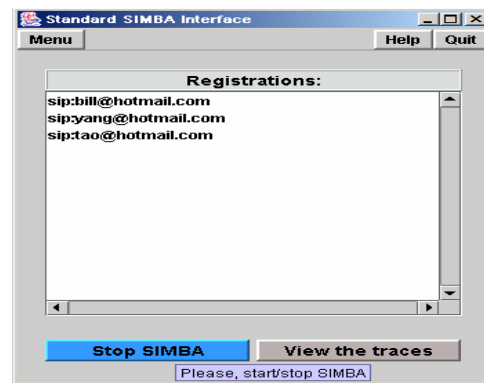 Standard SIMBA Interface
Menu Help Quit
Registrations:
sip:bill@hotmail.com
sip:yang@hotmail.com
sip:tao@hotmail.com
Stop SIMBA View the traces
Please, start/stop SIMBA